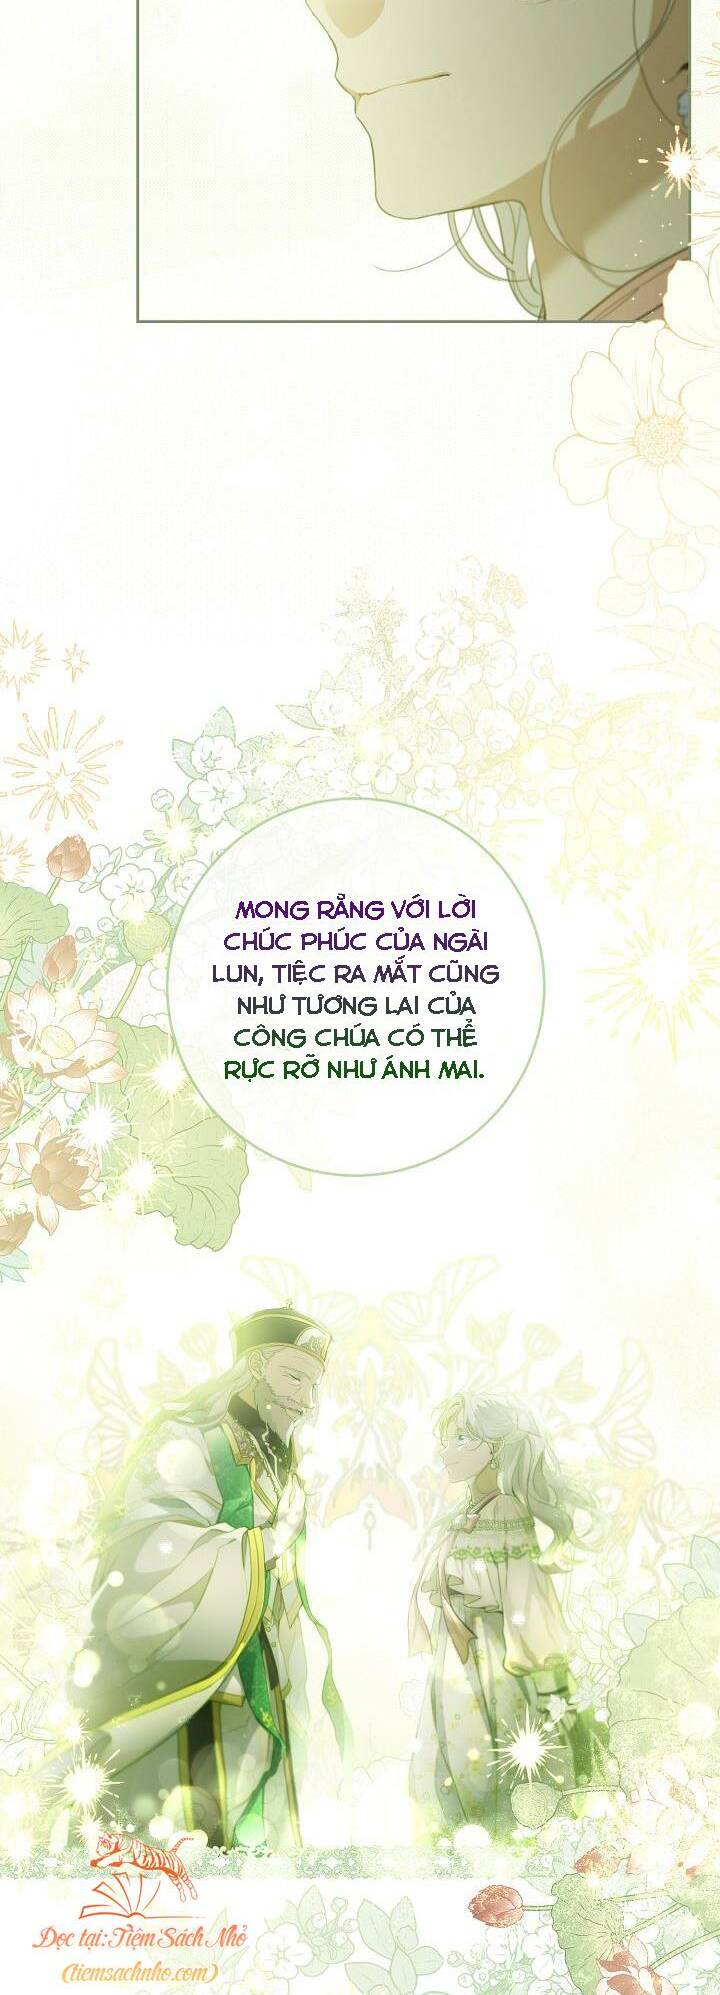 MONG RẰNG VỚI LỜI
CHÚC PHÚC CỦA NGÀI
LUN, TIỆC RA MẮT CŨNG
NHƯ TƯƠNG LAI CỦA
CÔNG CHÚA CÓ THỂ
RỰC RỠ NHƯ ÁNH MAI.
Đọc tại: Tiệm Sách Nhỏ
(tiemsachnho.com)